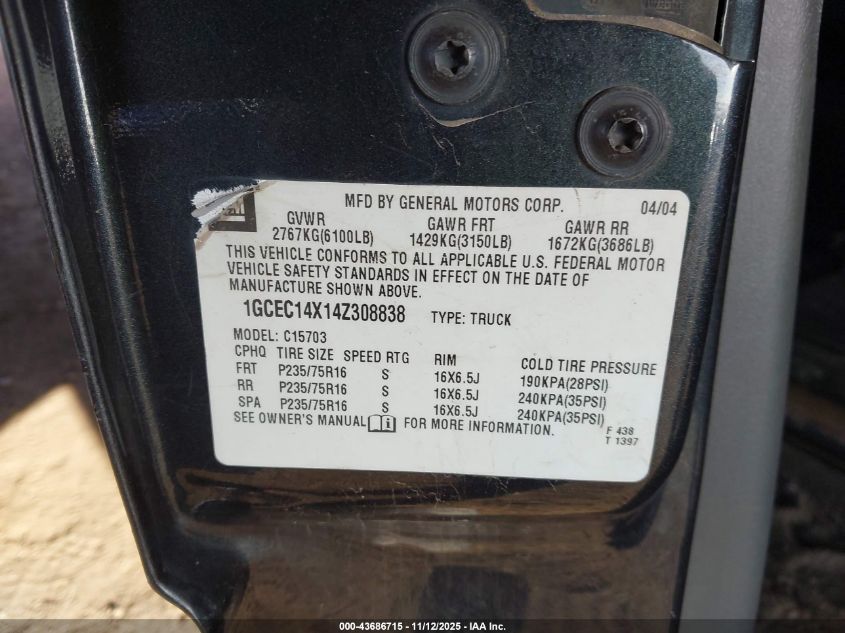 MFD BY GENERAL MOTORS CORP. 04/04
GVWR GAWR FRT GAWR RR
2767KG(6100LB) 1429KG(3150LB) 1672KG(3686LB)
THIS VEHICLE CONFORMS TO ALL APPLICABLE U.S. FEDERAL MOTOR
VEHICLE SAFETY STANDARDS IN EFFECT ON THE DATE OF
MANUFACTURE SHOWN ABOVE.
1GCEC14X14Z308838 TYPE: TRUCK
MODEL: C15703
CPHQ TIRE SIZE SPEED RTG RIM COLD TIRE PRESSURE
FRT P235/75R16 S 16X6.5J 190KPA(28PSI)
RR P235/75R16 S 16X6.5J 240KPA(35PSI)
SPA P235/75R16 S 16X6.5J 240KPA(35PSI)
SEE OWNER'S MANUAL FOR MORE INFORMATION.
F 438
T 1397
000-43686715 - 11/12/2025 - IAA Inc.